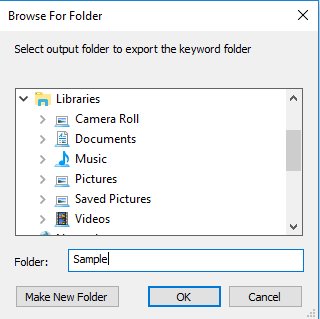 Browse For Folder
Select output folder to export the keyword folder
Libraries
Camera Roll
Documents
Music
Pictures
Saved Pictures
Videos
Folder: Sample
Make New Folder OK Cancel